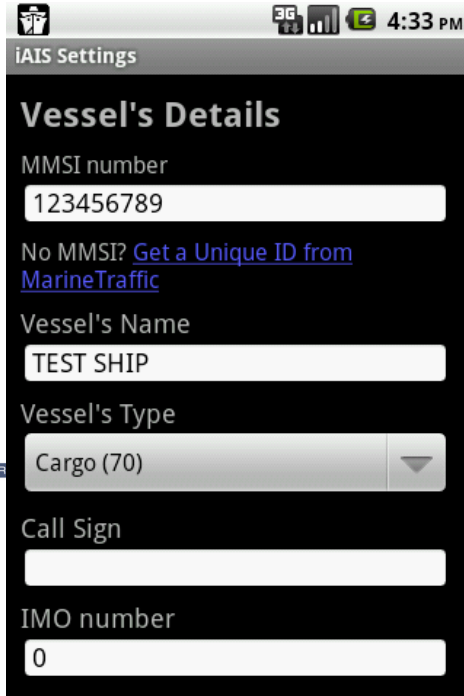 3G 4:33 PM
iAIS Settings
Vessel's Details
MMSI number
123456789
No MMSI? Get a Unique ID from
MarineTraffic
Vessel's Name
TEST SHIP
Vessel's Type
Cargo (70)
Call Sign
IMO number
0